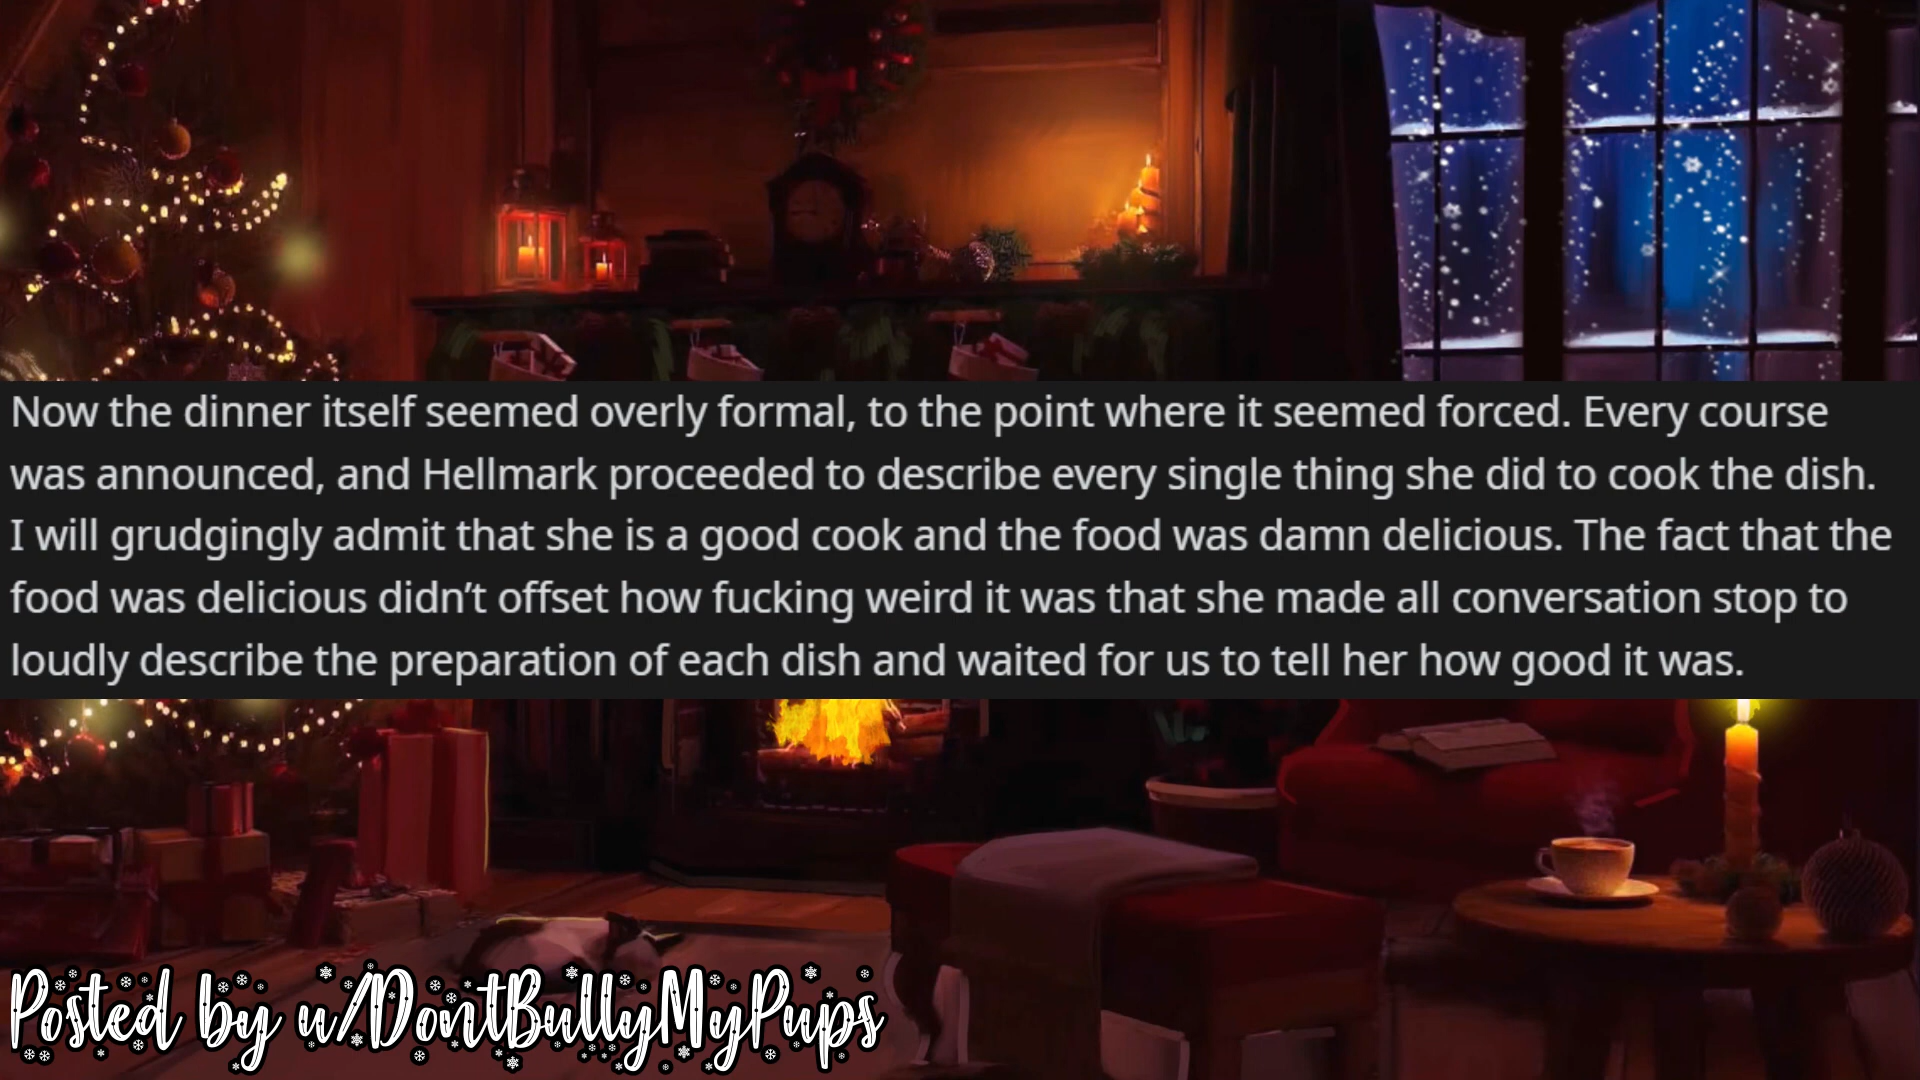 Now the dinner itself seemed overly formal, to the point where it seemed forced. Every course
was announced, and Hellmark proceeded to describe every single thing she did to cook the dish.
I will grudgingly admit that she is a good cook and the food was damn delicious. The fact that the
food was delicious didn’t offset how fucking weird it was that she made all conversation stop to
loudly describe the preparation of each dish and waited for us to tell her how good it was.
Posted by u/DontBullyMyPups